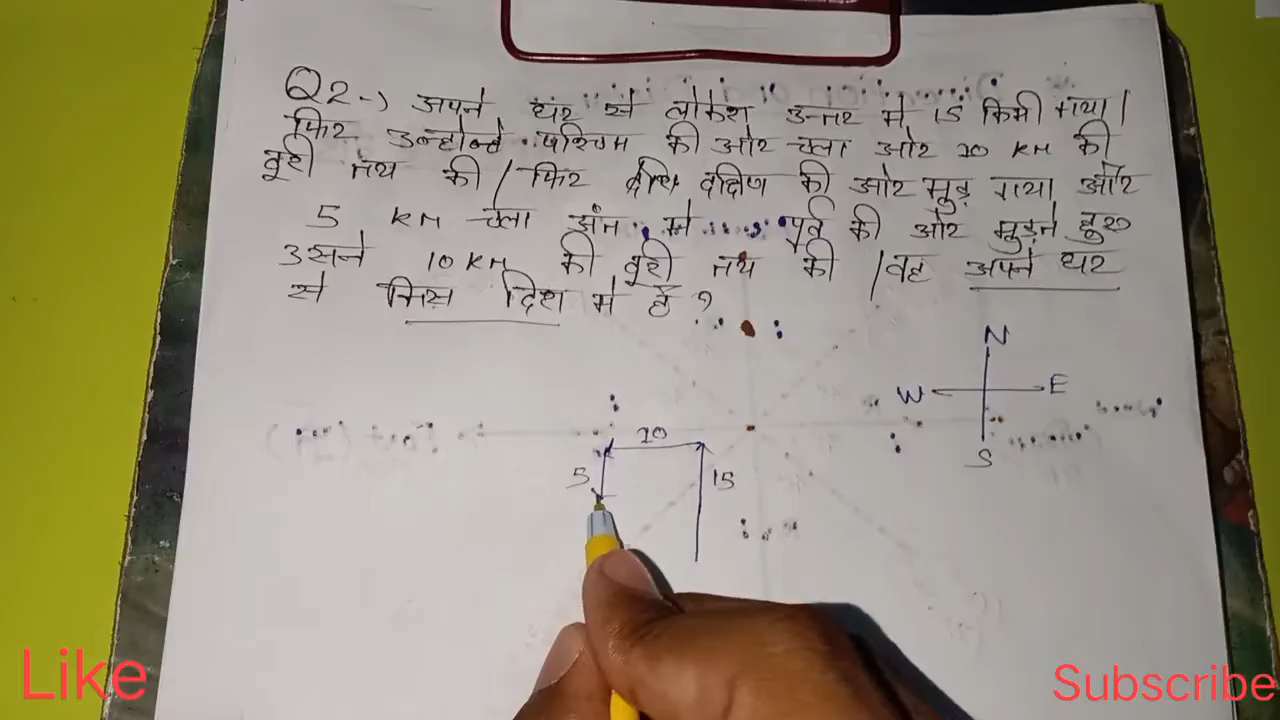 Q2-) अपने घर से लोकेश उत्तर मे 15 किमी गया|
फिर उन्होने पश्चिम की ओर चला ओर 10 KM की
दूरी तय की | फिर दक्षिण की ओर मुड़ गया और
5 KM चला अंत मे पूर्व की ओर मुड़ते हुए
उसने 10 KM की दूरी तय की | वह अपने घर
से किस दिशा मे है ?
N
W E
S
10
5 15
Like
Subscribe